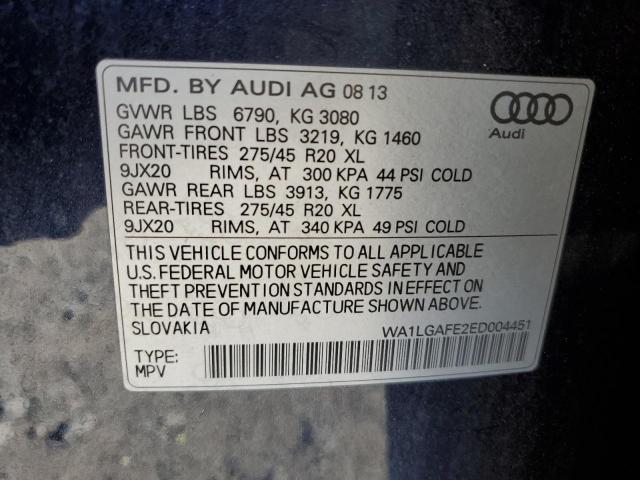 MFD. BY AUDI AG 08 13
GVWR LBS 6790, KG 3080
GAWR FRONT LBS 3219, KG 1460
FRONT-TIRES 275/45 R20 XL
9JX20 RIMS, AT 300 KPA 44 PSI COLD
GAWR REAR LBS 3913, KG 1775
REAR-TIRES 275/45 R20 XL
9JX20 RIMS, AT 340 KPA 49 PSI COLD
Audi
THIS VEHICLE CONFORMS TO ALL APPLICABLE
U.S. FEDERAL MOTOR VEHICLE SAFETY AND
THEFT PREVENTION STANDARDS IN EFFECT ON
THE DATE OF MANUFACTURE SHOWN ABOVE.
SLOVAKIA WA1LGAFE2ED004451
TYPE:
MPV